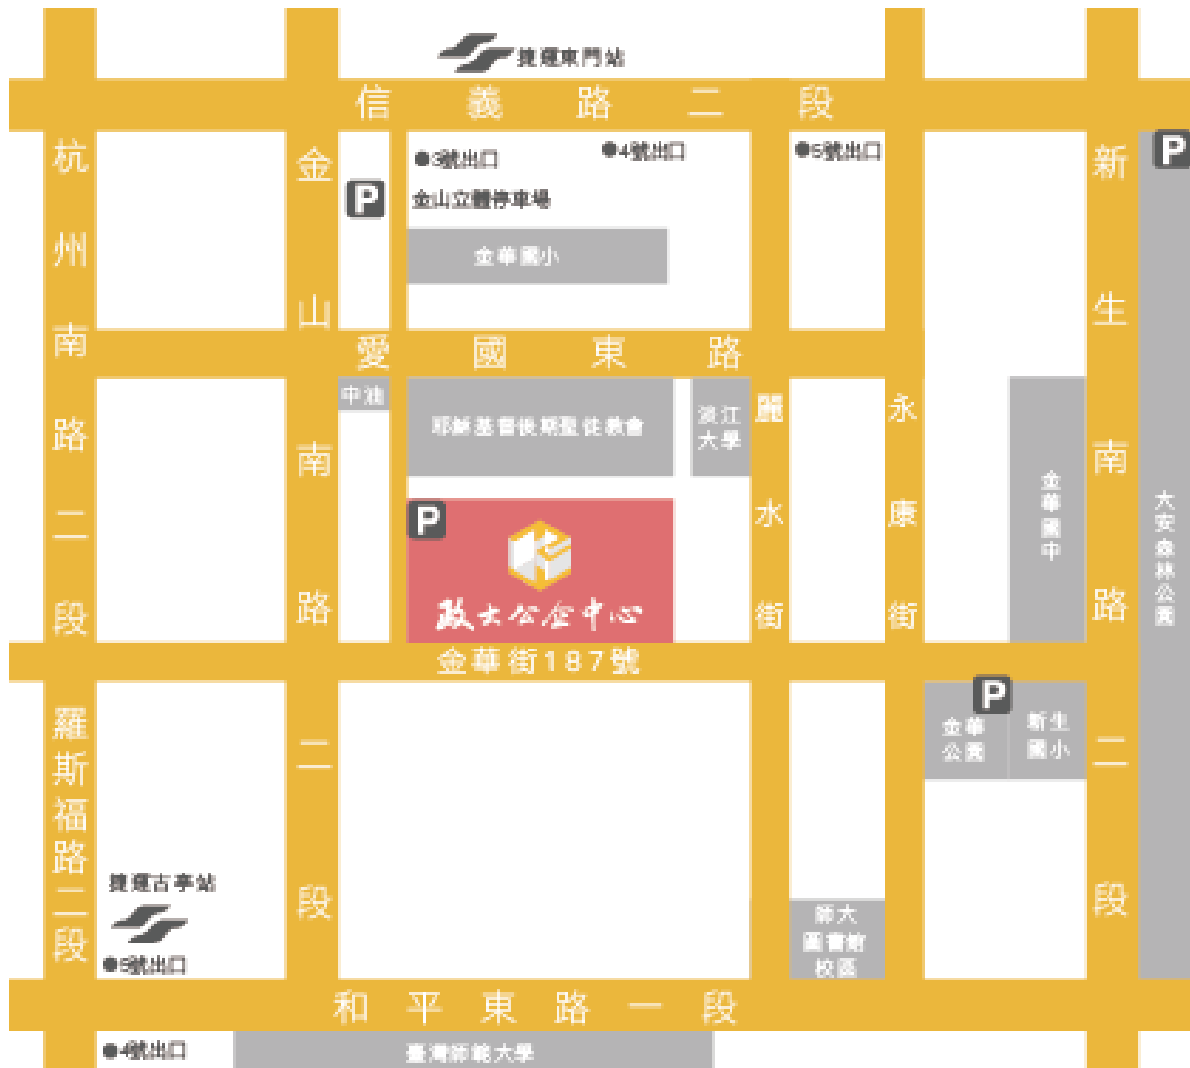 捷運東門站
信義路二段
杭州南路二段
金山南路二段
新生南路二段
P
●3號出口
●4號出口
●5號出口
P
金山立體停車場
金華國小
愛國東路
中油
耶穌基督後期聖徒教會
淡江
大學
麗水街
永康街
金華國中
大安森林公園
P
政大公企中心
金華街187號
羅斯福路二段
P
金華
公園
新生
國小
捷運古亭站
●5號出口
師大
圖書館
校區
和平東路一段
●4號出口
臺灣師範大學